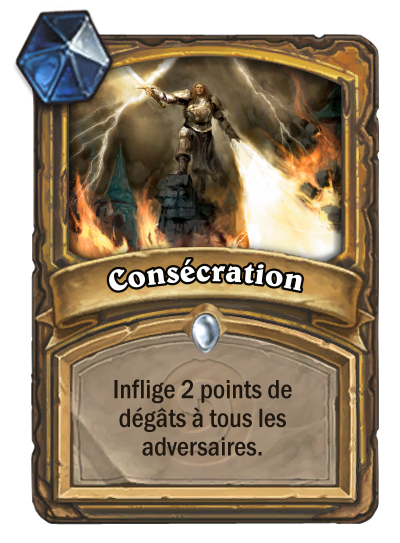 Consécration
Inflige 2 points de
dégâts à tous les
adversaires.